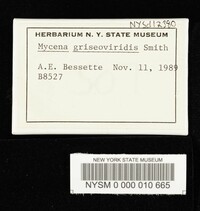 HERBARIUM N. Y. STATE MUSEUM
Mycena griseoviridis Smith
A.E. Bessette Nov. 11, 1989
B8527
NEW YORK STATE MUSEUM
NYSM 0 000 010 665